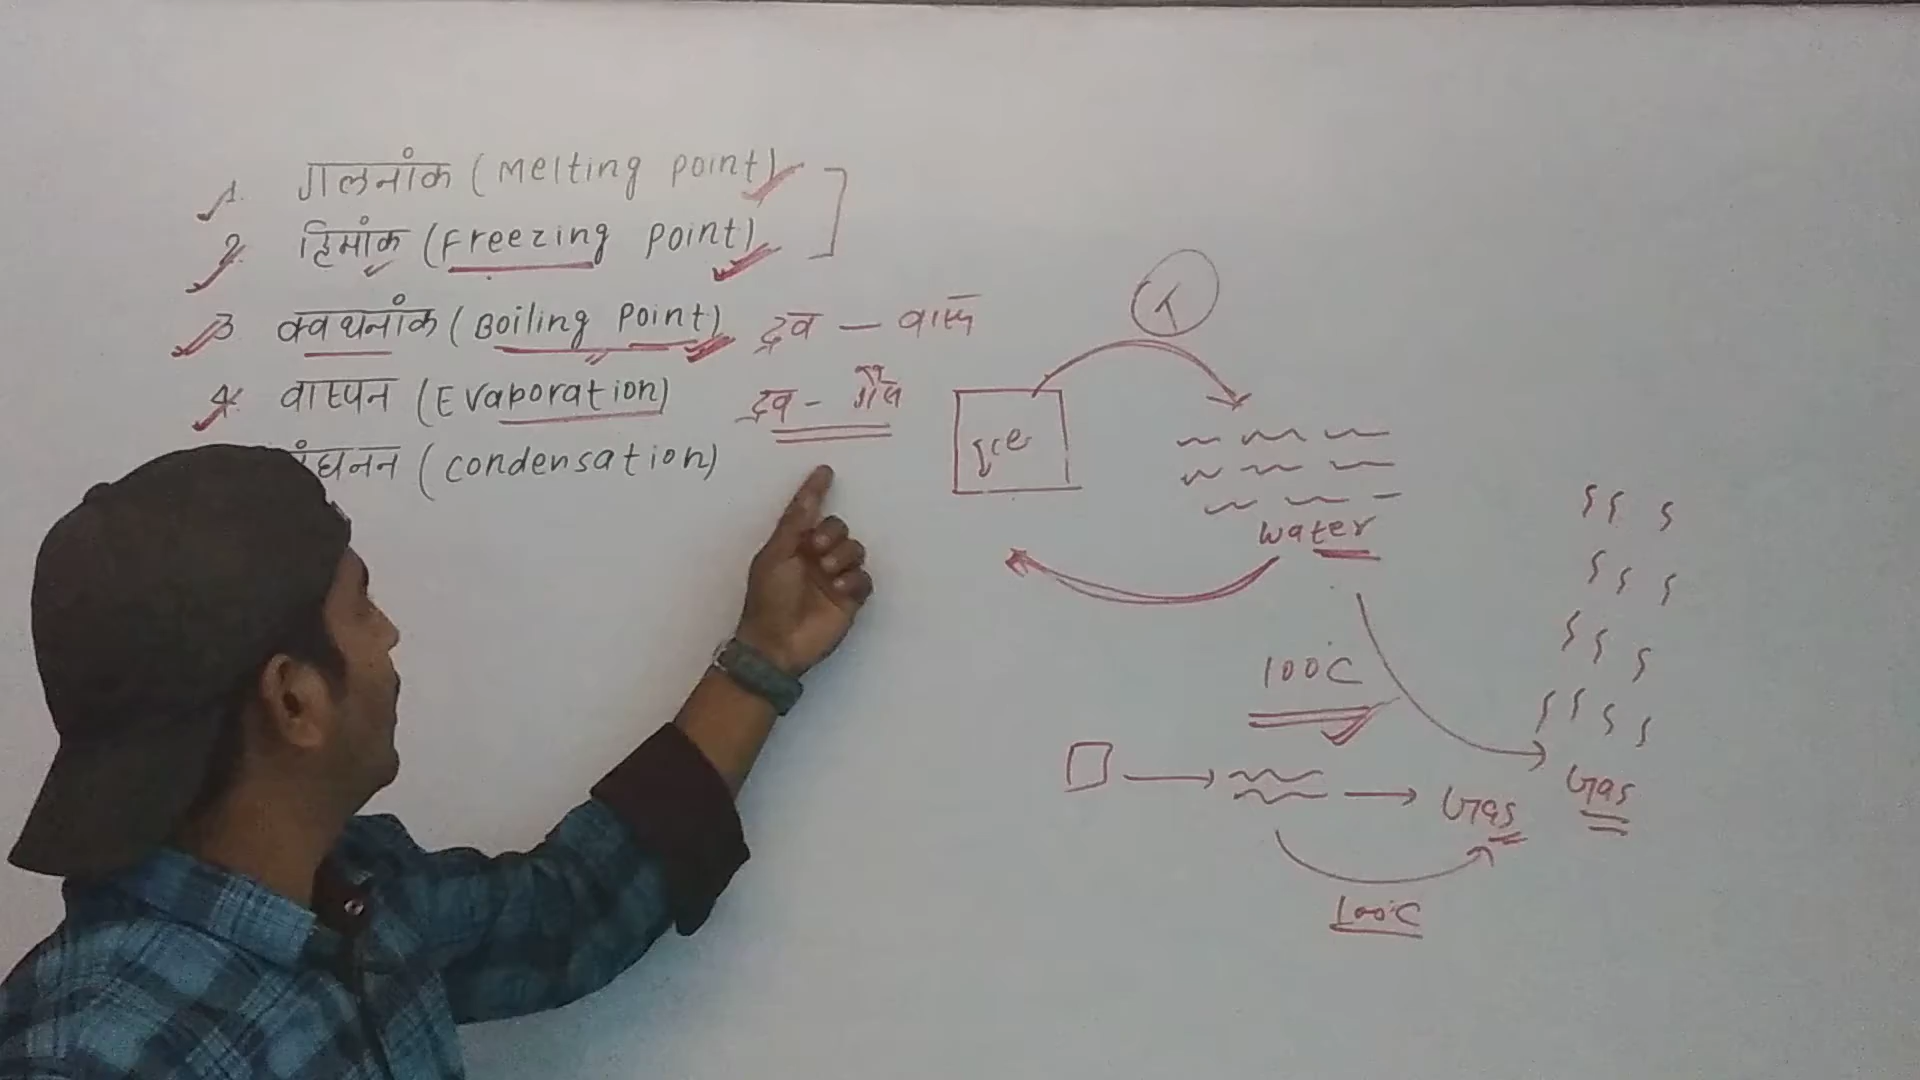 1. गलनांक (Melting point)
2. हिमांक (Freezing point)
3 क्वथनांक (Boiling Point) द्रव — वाष्प
4. वाष्पन (Evaporation) द्रव - गैस
संघनन (condensation)
T
Ice
water
100°C
Gas
Gas
100°C